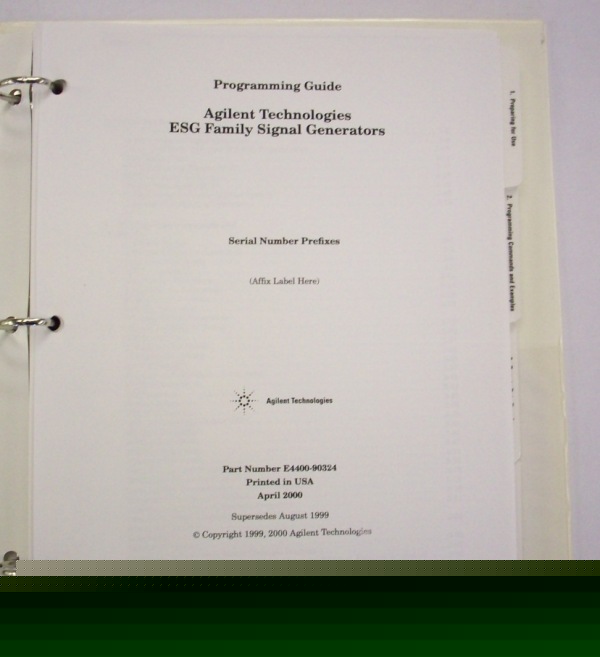 Programming Guide
Agilent Technologies
ESG Family Signal Generators
Serial Number Prefixes
(Affix Label Here)
Agilent Technologies
Part Number E4400-90324
Printed in USA
April 2000
Supersedes August 1999
© Copyright 1999, 2000 Agilent Technologies
1. Preparing for Use
2. Programming Commands and Examples